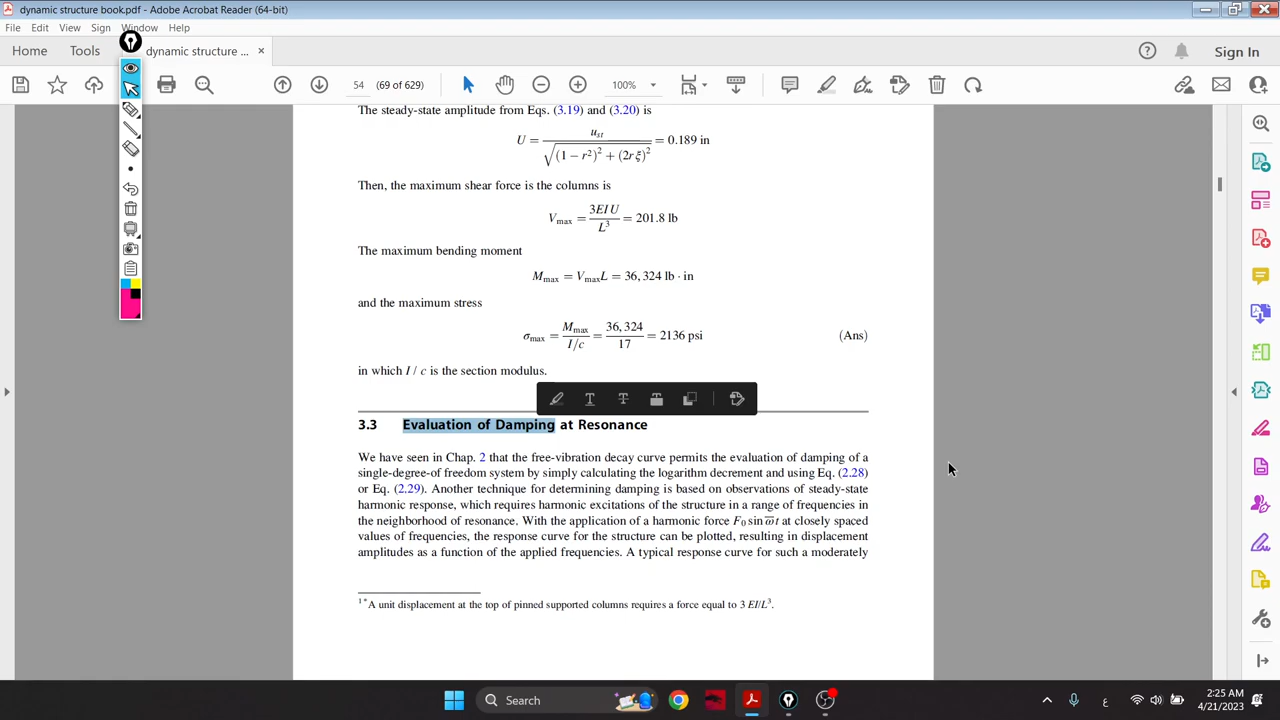 dynamic structure book.pdf - Adobe Acrobat Reader (64-bit)
File Edit View Sign Window Help
Home Tools dynamic structure ... × Sign In
54 (69 of 629) 100%
The steady-state amplitude from Eqs. (3.19) and (3.20) is
U = u_st / √((1 − r²)² + (2rξ)²) = 0.189 in
Then, the maximum shear force is the columns is
V_max = 3EIU / L³ = 201.8 lb
The maximum bending moment
M_max = V_max L = 36, 324 lb · in
and the maximum stress
σ_max = M_max / (I/c) = 36, 324 / 17 = 2136 psi (Ans)
in which I / c is the section modulus.
3.3 Evaluation of Damping at Resonance
We have seen in Chap. 2 that the free-vibration decay curve permits the evaluation of damping of a
single-degree-of freedom system by simply calculating the logarithm decrement and using Eq. (2.28)
or Eq. (2.29). Another technique for determining damping is based on observations of steady-state
harmonic response, which requires harmonic excitations of the structure in a range of frequencies in
the neighborhood of resonance. With the application of a harmonic force F₀ sin ω̅ t at closely spaced
values of frequencies, the response curve for the structure can be plotted, resulting in displacement
amplitudes as a function of the applied frequencies. A typical response curve for such a moderately
1* A unit displacement at the top of pinned supported columns requires a force equal to 3 EI/L³.
Search
ع
2:25 AM
4/21/2023